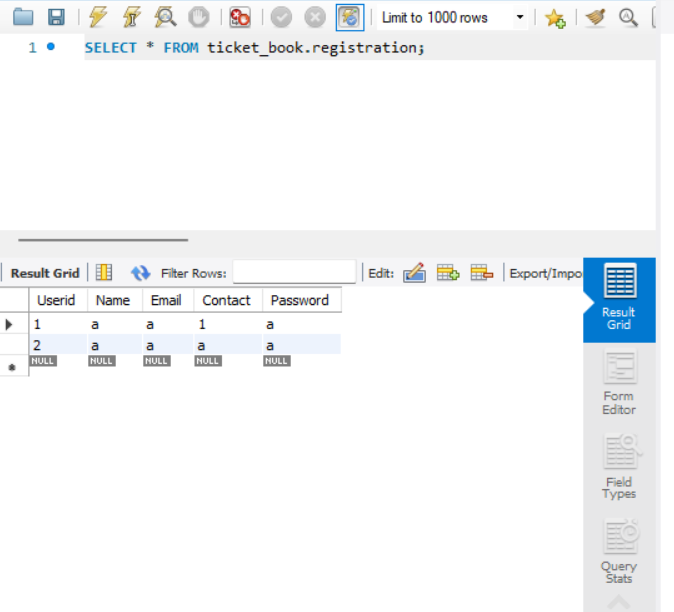 Limit to 1000 rows
1 SELECT * FROM ticket_book.registration;
Result Grid Filter Rows: Edit: Export/Impo
Userid Name Email Contact Password
1 a a 1 a
2 a a a a
NULL NULL NULL NULL NULL
Result
Grid
Form
Editor
Field
Types
Query
Stats